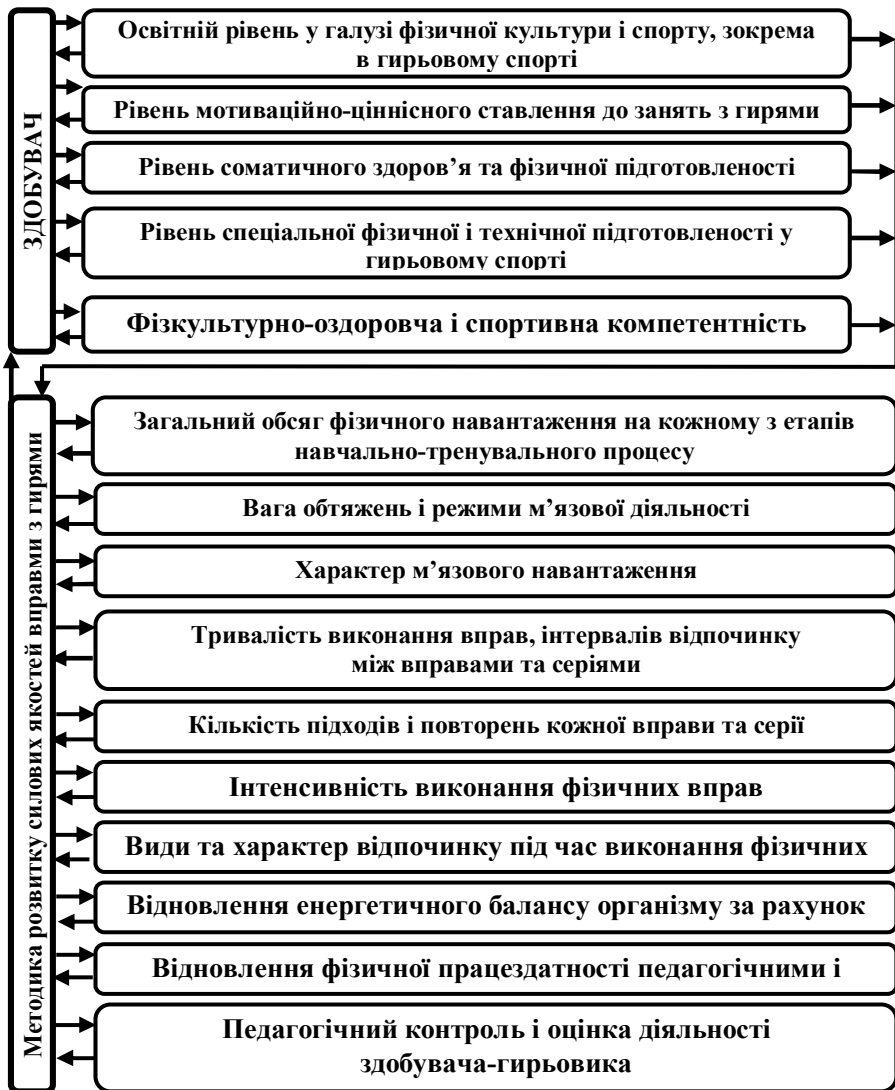 ЗДОБУВАЧ
Освітній рівень у галузі фізичної культури і спорту, зокрема
в гирьовому спорті
Рівень мотиваційно-ціннісного ставлення до занять з гирями
Рівень соматичного здоров’я та фізичної підготовленості
Рівень спеціальної фізичної і технічної підготовленості у
гирьовому спорті
Фізкультурно-оздоровча і спортивна компетентність
Методика розвитку силових якостей вправми з гирями
Загальний обсяг фізичного навантаження на кожному з етапів
навчально-тренувального процесу
Вага обтяжень і режими м’язової діяльності
Характер м’язового навантаження
Тривалість виконання вправ, інтервалів відпочинку
між вправами та серіями
Кількість підходів і повторень кожної вправи та серії
Інтенсивність виконання фізичних вправ
Види та характер відпочинку під час виконання фізичних
Відновлення енергетичного балансу організму за рахунок
Відновлення фізичної працездатності педагогічними і
Педагогічний контроль і оцінка діяльності
здобувача-гирьовика